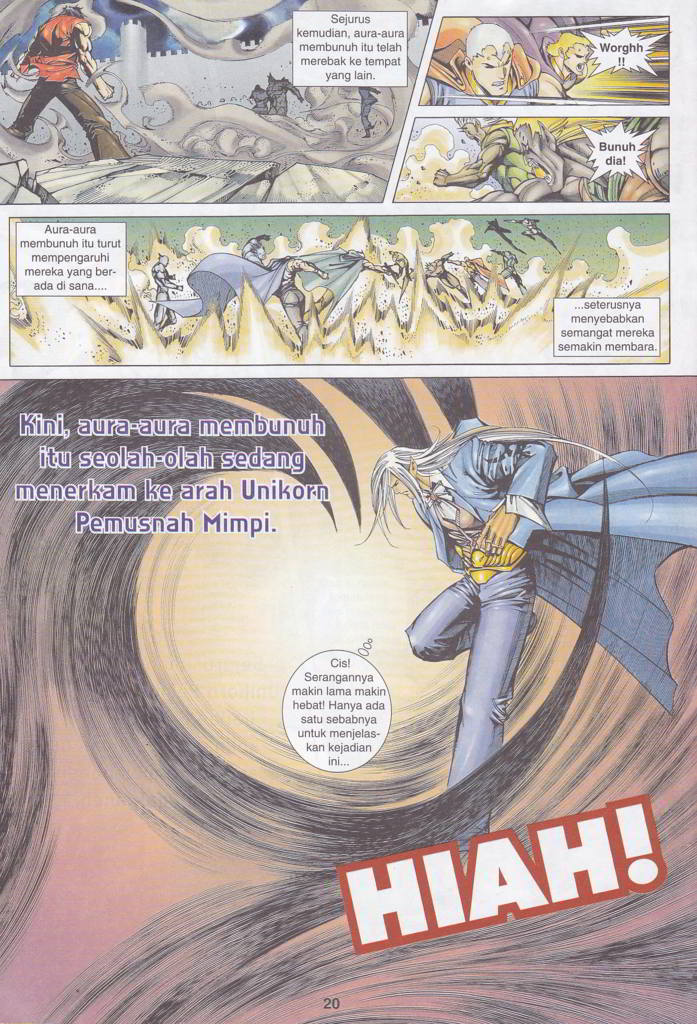 Sejurus
kemudian, aura-aura
membunuh itu telah
merebak ke tempat
yang lain.
Worghh
!!
Bunuh
dia!
Aura-aura
membunuh itu turut
mempengaruhi
mereka yang ber-
ada di sana....
...seterusnya
menyebabkan
semangat mereka
semakin membara.
Kini, aura-aura membunuh
itu seolah-olah sedang
menerkam ke arah Unikorn
Pemusnah Mimpi.
Cis!
Serangannya
makin lama makin
hebat! Hanya ada
satu sebabnya
untuk menjelas-
kan kejadian
ini...
HIAH!
20